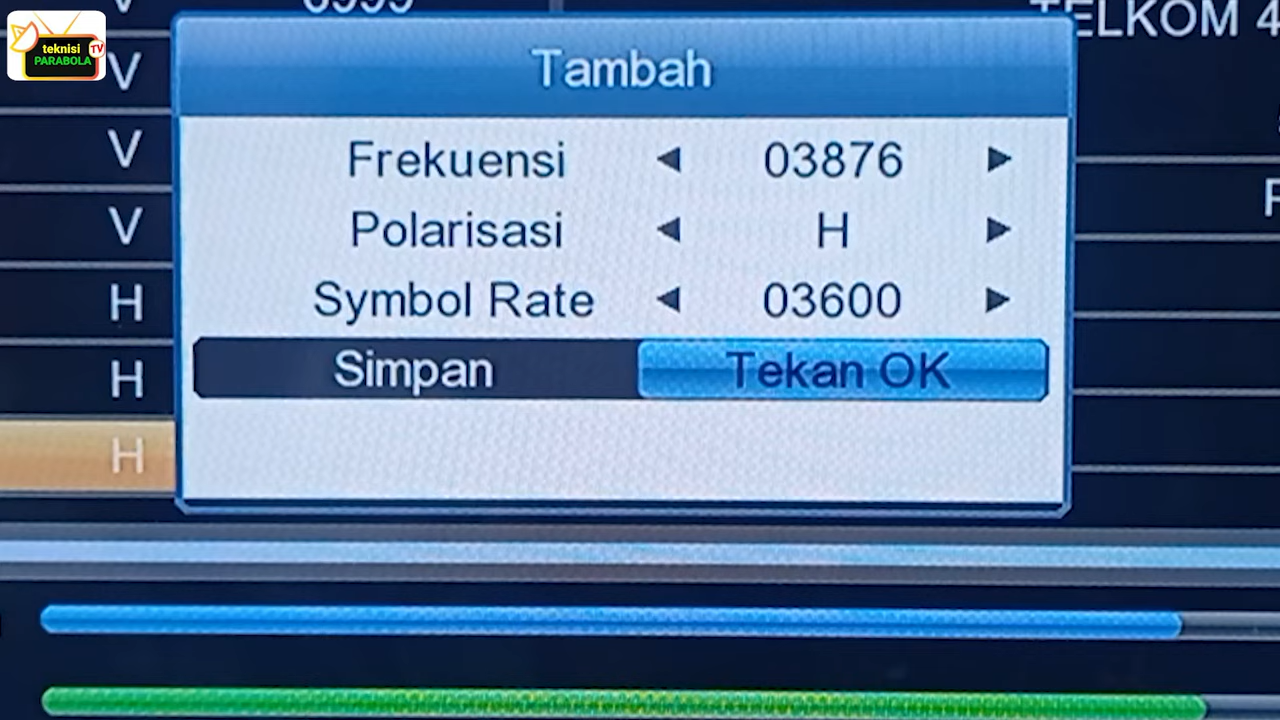 teknisi
TV
PARABOLA
TELKOM 4
V
V
V
H
H
H
Tambah
Frekuensi ◄ 03876 ►
Polarisasi ◄ H ►
Symbol Rate ◄ 03600 ►
Simpan Tekan OK